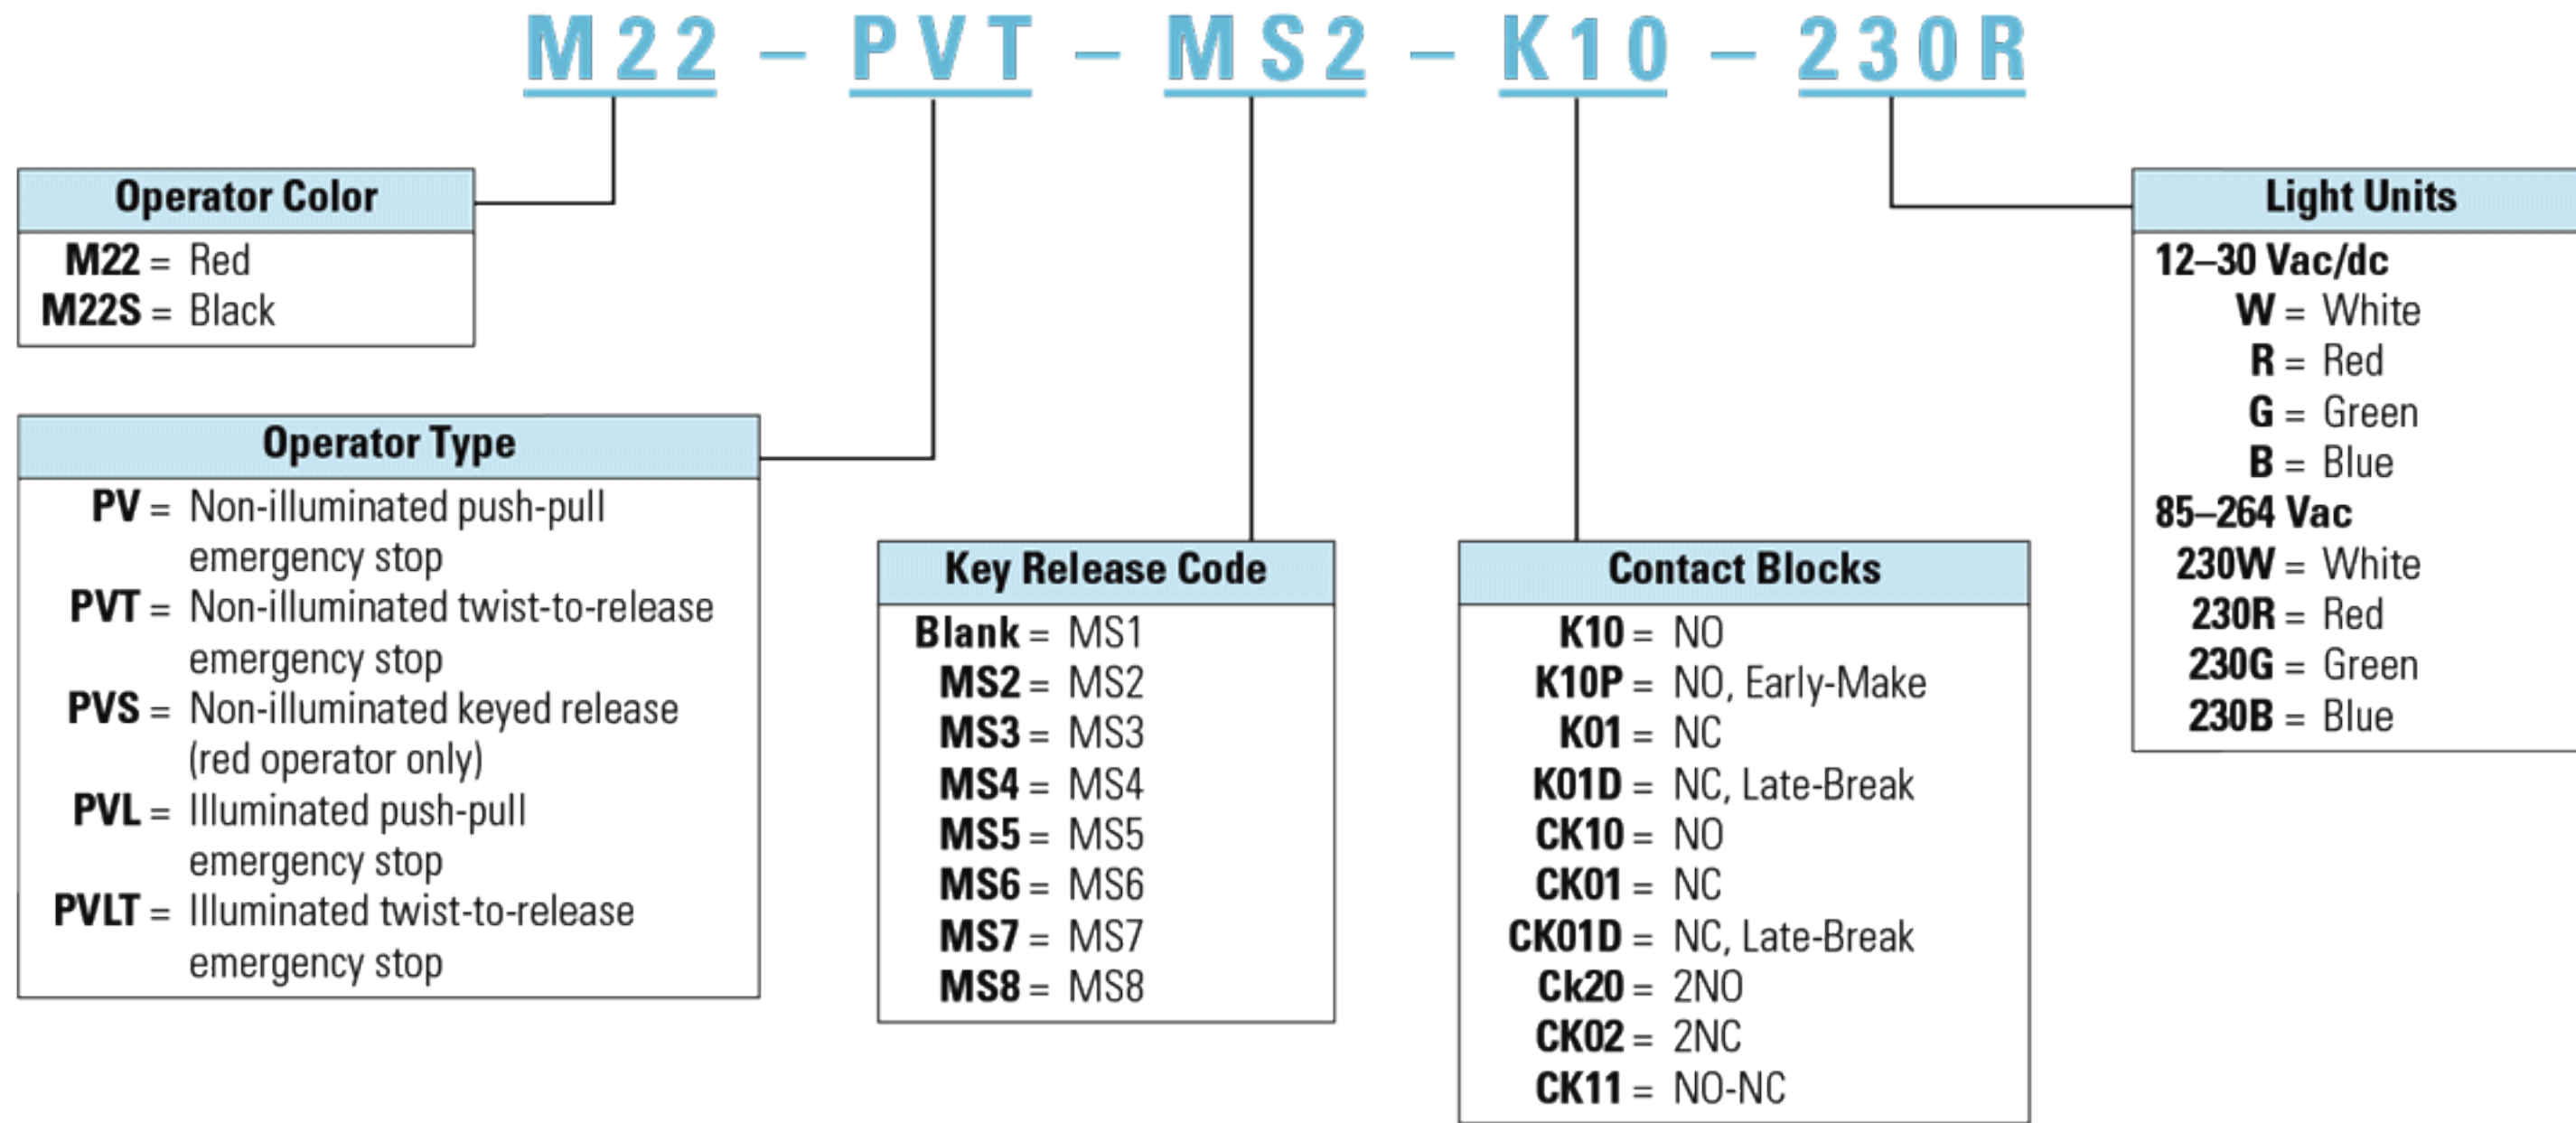 M22 – PVT – MS2 – K10 – 230R
Operator Color
M22 = Red
M22S = Black
Operator Type
PV = Non-illuminated push-pull
emergency stop
PVT = Non-illuminated twist-to-release
emergency stop
PVS = Non-illuminated keyed release
(red operator only)
PVL = Illuminated push-pull
emergency stop
PVLT = Illuminated twist-to-release
emergency stop
Key Release Code
Blank = MS1
MS2 = MS2
MS3 = MS3
MS4 = MS4
MS5 = MS5
MS6 = MS6
MS7 = MS7
MS8 = MS8
Contact Blocks
K10 = NO
K10P = NO, Early-Make
K01 = NC
K01D = NC, Late-Break
CK10 = NO
CK01 = NC
CK01D = NC, Late-Break
Ck20 = 2NO
CK02 = 2NC
CK11 = NO-NC
Light Units
12–30 Vac/dc
W = White
R = Red
G = Green
B = Blue
85–264 Vac
230W = White
230R = Red
230G = Green
230B = Blue